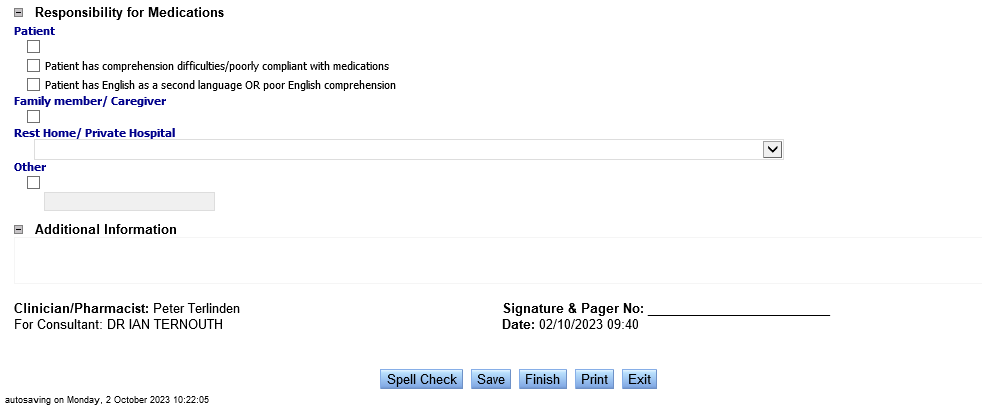 Responsibility for Medications
Patient
Patient has comprehension difficulties/poorly compliant with medications
Patient has English as a second language OR poor English comprehension
Family member/ Caregiver
Rest Home/ Private Hospital
Other
Additional Information
Clinician/Pharmacist: Peter Terlinden Signature & Pager No: __________________________
For Consultant: DR IAN TERNOUTH Date: 02/10/2023 09:40
Spell Check Save Finish Print Exit
autosaving on Monday, 2 October 2023 10:22:05